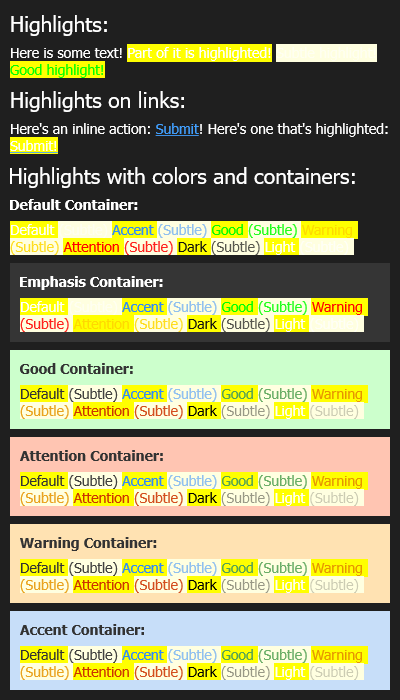 Highlights:
Here is some text! Part of it is highlighted!
Good highlight!
Highlights on links:
Here's an inline action: Submit! Here's one that's highlighted:
Submit!
Highlights with colors and containers:
Default Container:
Default Accent (Subtle) Good (Subtle) Warning
(Subtle) Attention (Subtle) Dark (Subtle) Light
Emphasis Container:
Default Accent (Subtle) Good (Subtle) Warning
(Subtle) Attention (Subtle) Dark (Subtle) Light
Good Container:
Default (Subtle) Accent (Subtle) Good (Subtle) Warning
(Subtle) Attention (Subtle) Dark (Subtle) Light (Subtle)
Attention Container:
Default (Subtle) Accent (Subtle) Good (Subtle) Warning
(Subtle) Attention (Subtle) Dark (Subtle) Light (Subtle)
Warning Container:
Default (Subtle) Accent (Subtle) Good (Subtle) Warning
(Subtle) Attention (Subtle) Dark (Subtle) Light (Subtle)
Accent Container:
Default (Subtle) Accent (Subtle) Good (Subtle) Warning
(Subtle) Attention (Subtle) Dark (Subtle) Light (Subtle)